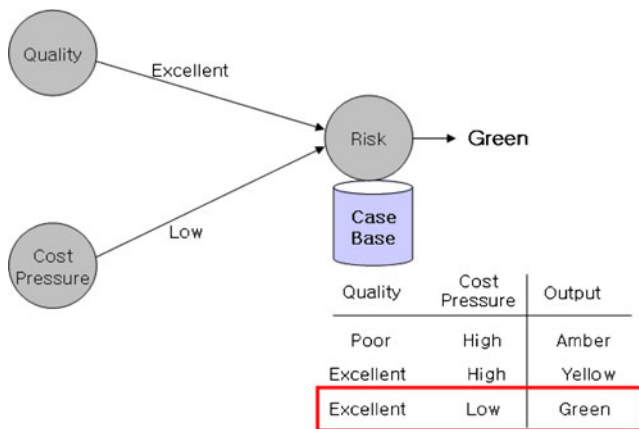 Quality
Excellent
Risk
Green
Low
Case
Base
Cost
Pressure
Quality Cost Pressure Output
Poor High Amber
Excellent High Yellow
Excellent Low Green